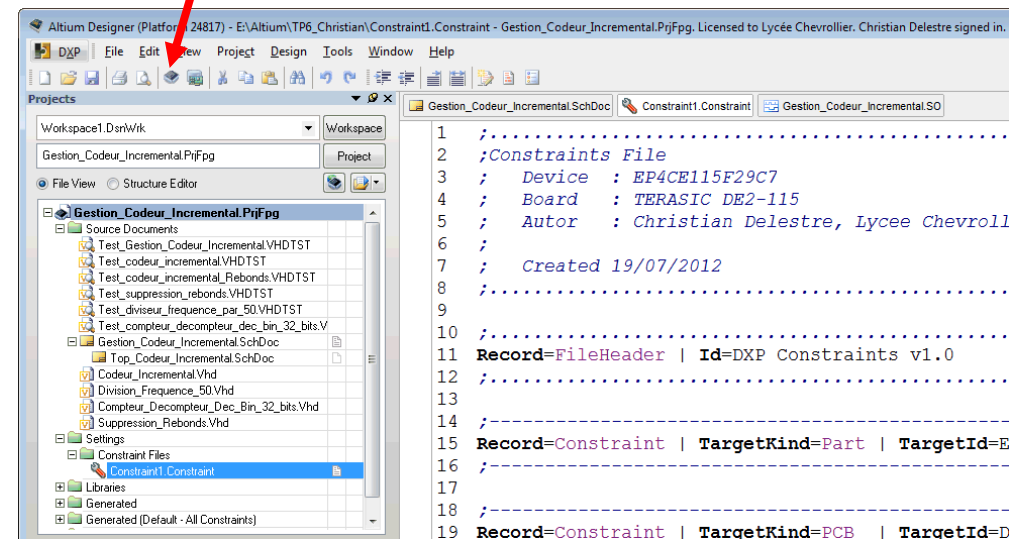 Altium Designer (Platform 24817) - E:\Altium\TP6_Christian\Constraint1.Constraint - Gestion_Codeur_Incremental.PrjFpg. Licensed to Lycée Chevrollier. Christian Delestre signed in.
DXP File Edit View Project Design Tools Window Help
Projects
Gestion_Codeur_Incremental.SchDoc Constraint1.Constraint Gestion_Codeur_Incremental.SO
Workspace1.DsnWrk Workspace
Gestion_Codeur_Incremental.PrjFpg Project
File View Structure Editor
Gestion_Codeur_Incremental.PrjFpg
Source Documents
Test_Gestion_Codeur_Incremental.VHDTST
Test_codeur_incremental.VHDTST
Test_codeur_incremental_Rebonds.VHDTST
Test_suppression_rebonds.VHDTST
Test_diviseur_frequence_par_50.VHDTST
Test_compteur_decompteur_dec_bin_32_bits.V
Gestion_Codeur_Incremental.SchDoc
Top_Codeur_Incremental.SchDoc
Codeur_Incremental.Vhd
Division_Frequence_50.Vhd
Compteur_Decompteur_Dec_Bin_32_bits.Vhd
Suppression_Rebonds.Vhd
Settings
Constraint Files
Constraint1.Constraint
Libraries
Generated
Generated (Default - All Constraints)
1 ;................................................
2 ;Constraints File
3 ; Device : EP4CE115F29C7
4 ; Board : TERASIC DE2-115
5 ; Autor : Christian Delestre, Lycee Chevroll
6 ;
7 ; Created 19/07/2012
8 ;................................................
9
10 ;................................................
11 Record=FileHeader | Id=DXP Constraints v1.0
12 ;................................................
13
14 ;------------------------------------------------
15 Record=Constraint | TargetKind=Part | TargetId=E
16 ;------------------------------------------------
17
18 ;------------------------------------------------
19 Record=Constraint | TargetKind=PCB | TargetId=D